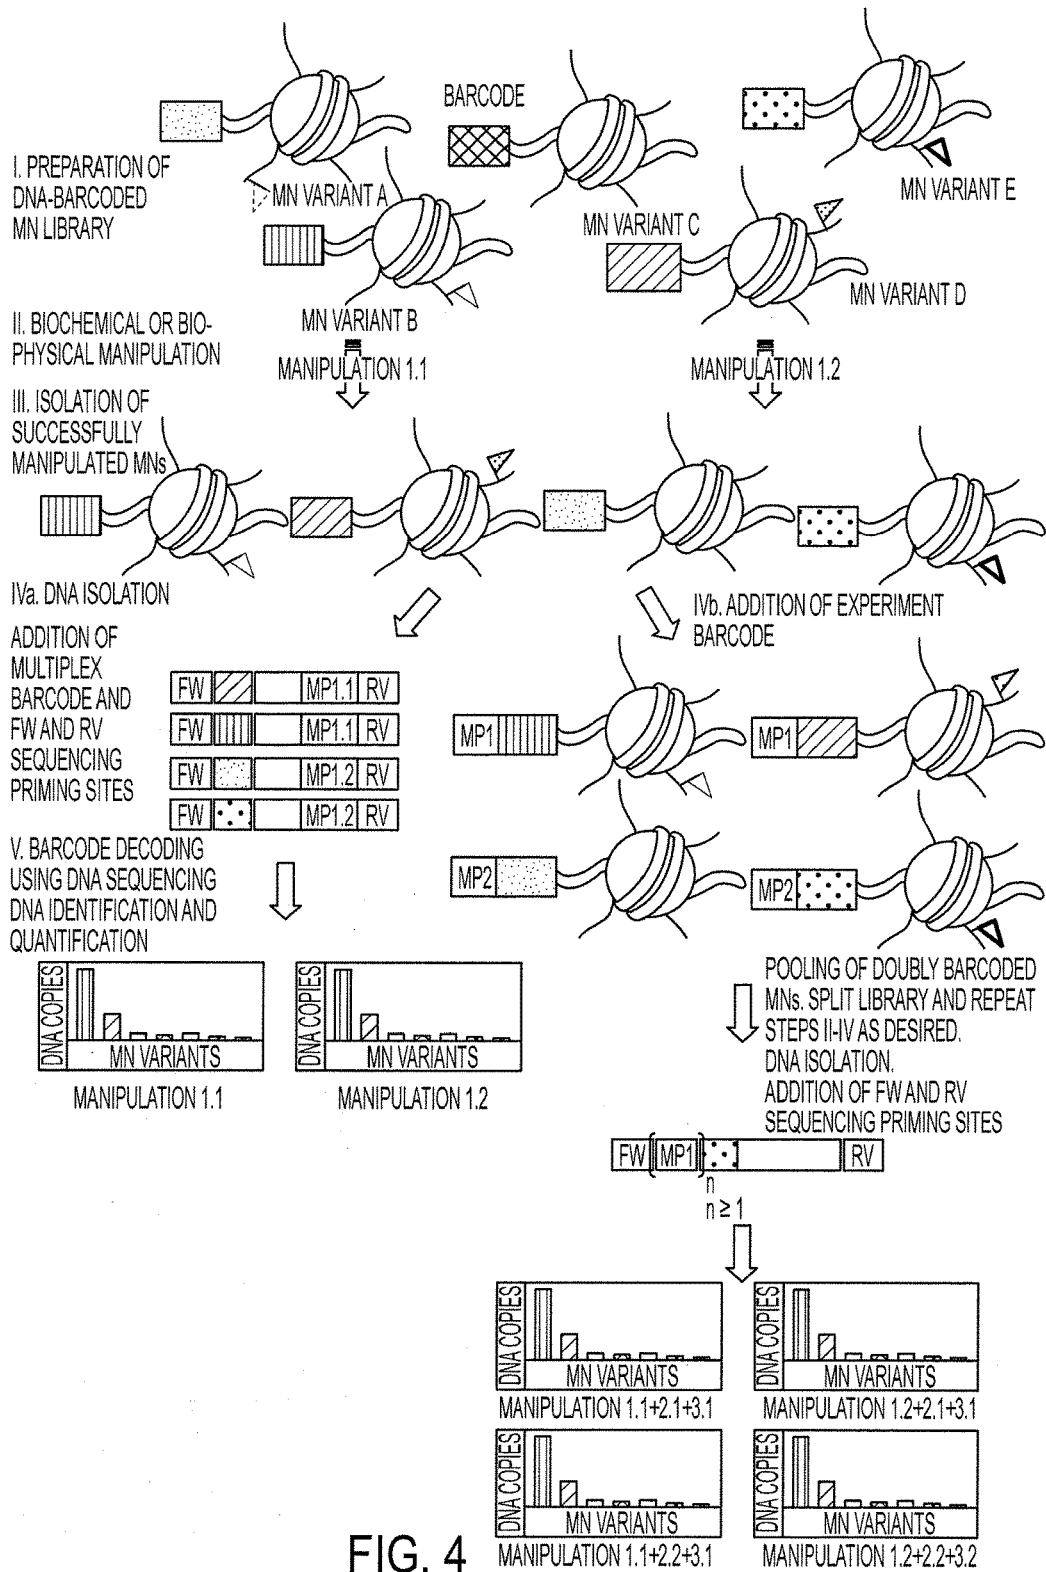 BARCODE
I. PREPARATION OF
DNA-BARCODED
MN LIBRARY
MN VARIANT A
MN VARIANT E
MN VARIANT C
MN VARIANT D
MN VARIANT B
II. BIOCHEMICAL OR BIO-
PHYSICAL MANIPULATION
MANIPULATION 1.1
MANIPULATION 1.2
III. ISOLATION OF
SUCCESSFULLY
MANIPULATED MNs
IVa. DNA ISOLATION
IVb. ADDITION OF EXPERIMENT
BARCODE
ADDITION OF
MULTIPLEX
BARCODE AND
FW AND RV
SEQUENCING
PRIMING SITES
FW MP1.1 RV
FW MP1.1 RV
FW MP1.2 RV
FW MP1.2 RV
MP1
MP1
MP2
MP2
V. BARCODE DECODING
USING DNA SEQUENCING
DNA IDENTIFICATION AND
QUANTIFICATION
DNA COPIES
MN VARIANTS
MANIPULATION 1.1
DNA COPIES
MN VARIANTS
MANIPULATION 1.2
POOLING OF DOUBLY BARCODED
MNs. SPLIT LIBRARY AND REPEAT
STEPS II-IV AS DESIRED.
DNA ISOLATION.
ADDITION OF FW AND RV
SEQUENCING PRIMING SITES
FW ( MP1 ) RV
n
n ≥ 1
DNA COPIES
MN VARIANTS
MANIPULATION 1.1+2.1+3.1
DNA COPIES
MN VARIANTS
MANIPULATION 1.2+2.1+3.1
DNA COPIES
MN VARIANTS
MANIPULATION 1.1+2.2+3.1
DNA COPIES
MN VARIANTS
MANIPULATION 1.2+2.2+3.2
FIG. 4